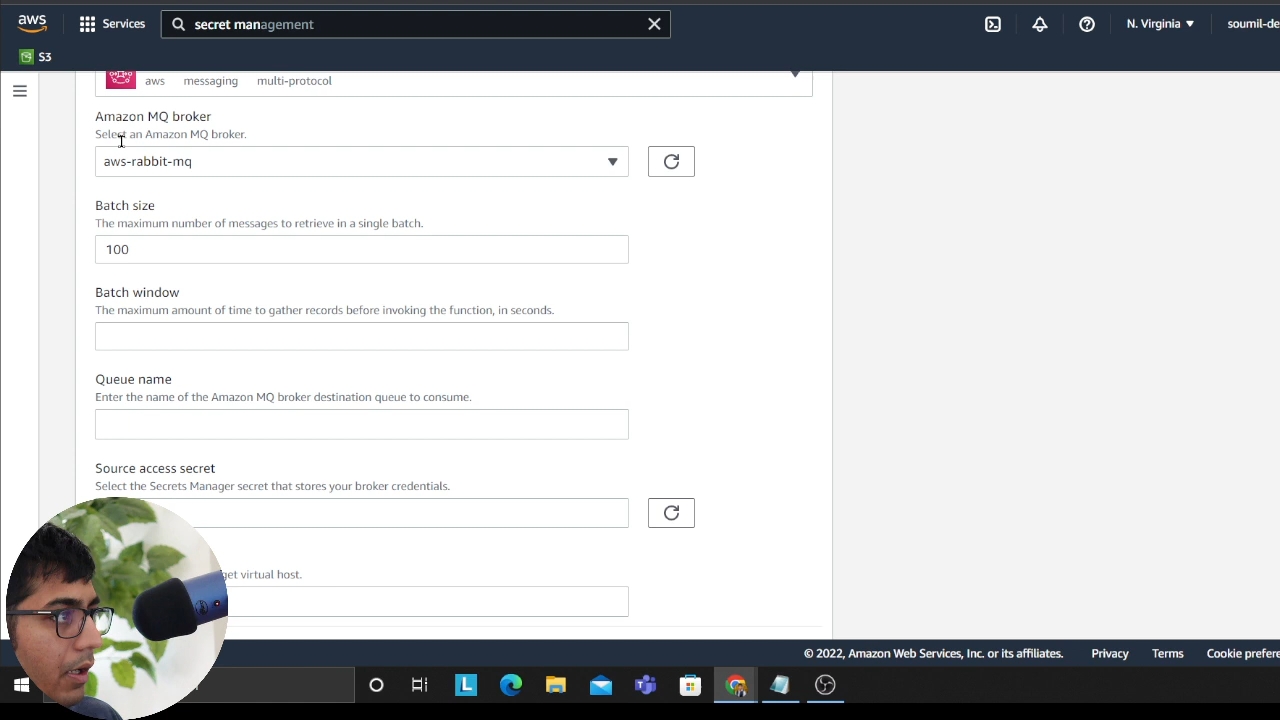 aws
Services
secret management
N. Virginia
soumil-de
S3
aws messaging multi-protocol
Amazon MQ broker
Select an Amazon MQ broker.
aws-rabbit-mq
Batch size
The maximum number of messages to retrieve in a single batch.
100
Batch window
The maximum amount of time to gather records before invoking the function, in seconds.
Queue name
Enter the name of the Amazon MQ broker destination queue to consume.
Source access secret
Select the Secrets Manager secret that stores your broker credentials.
get virtual host.
© 2022, Amazon Web Services, Inc. or its affiliates.
Privacy
Terms
Cookie prefere
L